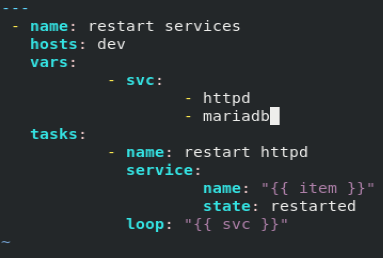 ---
 - name: restart services
   hosts: dev
   vars:
           - svc:
                   - httpd
                   - mariadb
   tasks:
           - name: restart httpd
             service:
                     name: "{{ item }}"
                     state: restarted
             loop: "{{ svc }}"
~